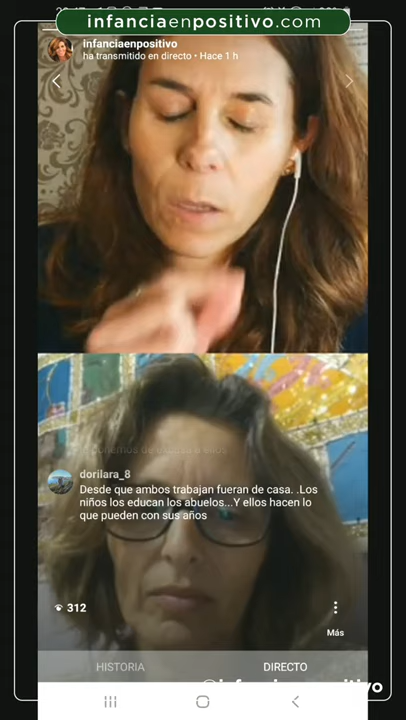 infanciaenpositivo.com
infanciaenpositivo
ha transmitido en directo • Hace 1 h
dorilara_8
Desde que ambos trabajan fueran de casa. .Los
niños los educan los abuelos...Y ellos hacen lo
que pueden con sus años
312
Más
HISTORIA
DIRECTO